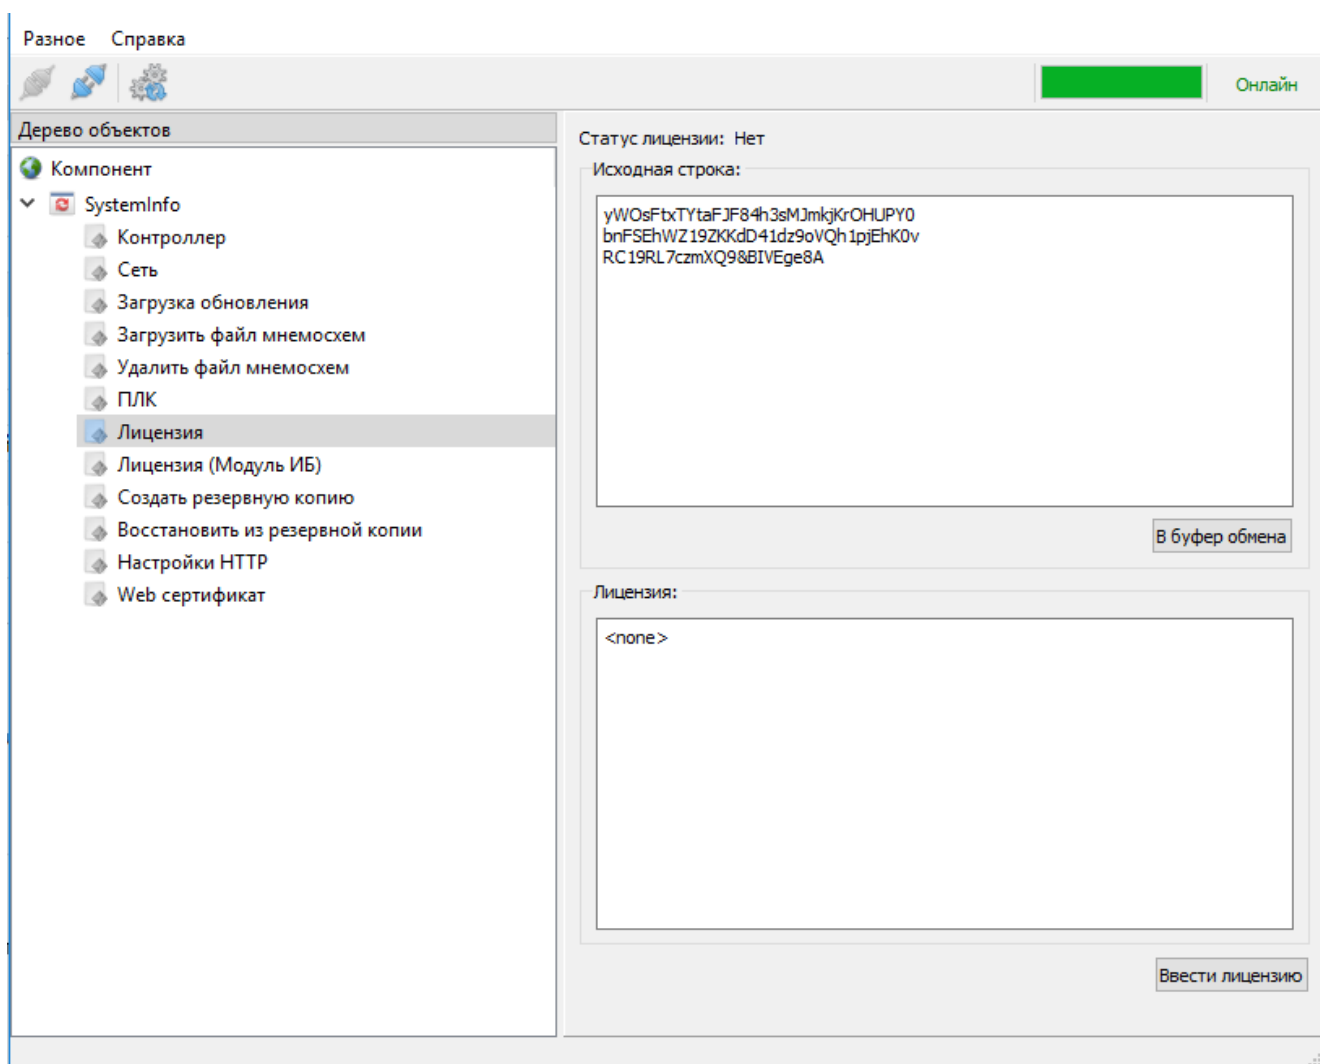 Разное Справка
Онлайн
Дерево объектов
Компонент
SystemInfo
Контроллер
Сеть
Загрузка обновления
Загрузить файл мнемосхем
Удалить файл мнемосхем
ПЛК
Лицензия
Лицензия (Модуль ИБ)
Создать резервную копию
Восстановить из резервной копии
Настройки HTTP
Web сертификат
Статус лицензии: Нет
Исходная строка:
yWOsFtxTYtaFJF84h3sMJmkjKrOHUPY0
bnFSEhWZ19ZKKdD41dz9oVQh1pjEhK0v
RC19RL7czmXQ9&BIVEge8A
В буфер обмена
Лицензия:
<none>
Ввести лицензию